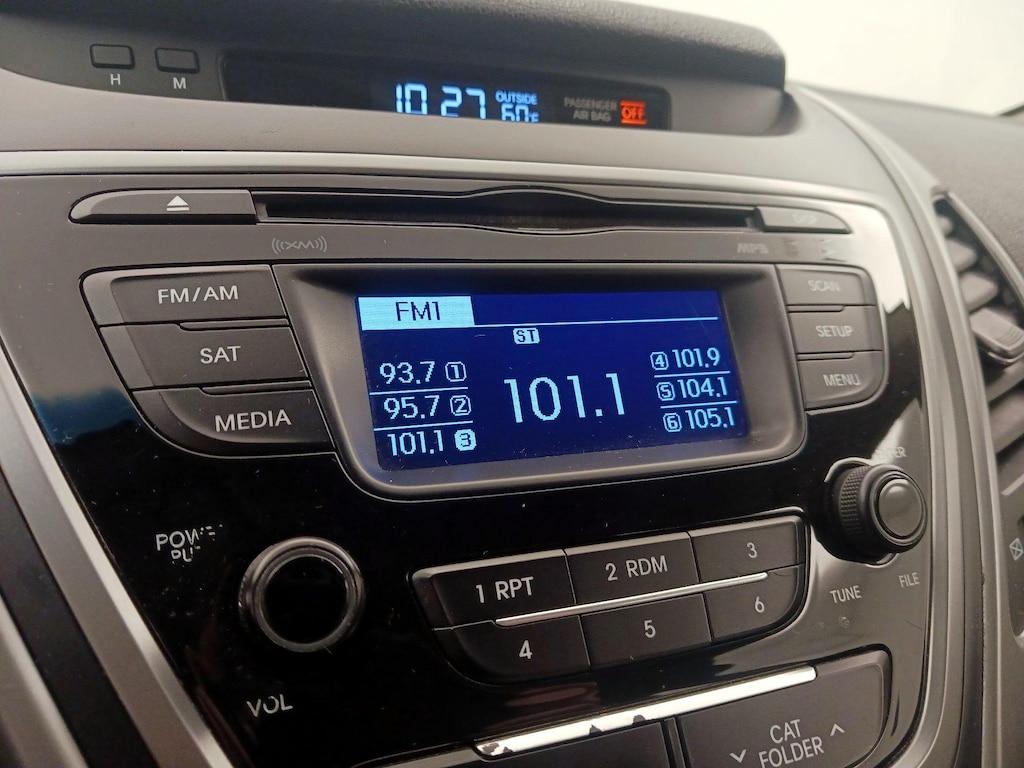 H M
10:27 OUTSIDE 60°F PASSENGER AIR BAG OFF
((XM)) MP3
FM/AM
SAT
MEDIA
FM1
ST
93.7 1
95.7 2
101.1 3
101.1
4 101.9
5 104.1
6 105.1
SCAN
SETUP
MENU
POWE
PU
VOL
1 RPT 2 RDM 3
4 5 6
TUNE
FILE
CAT
FOLDER